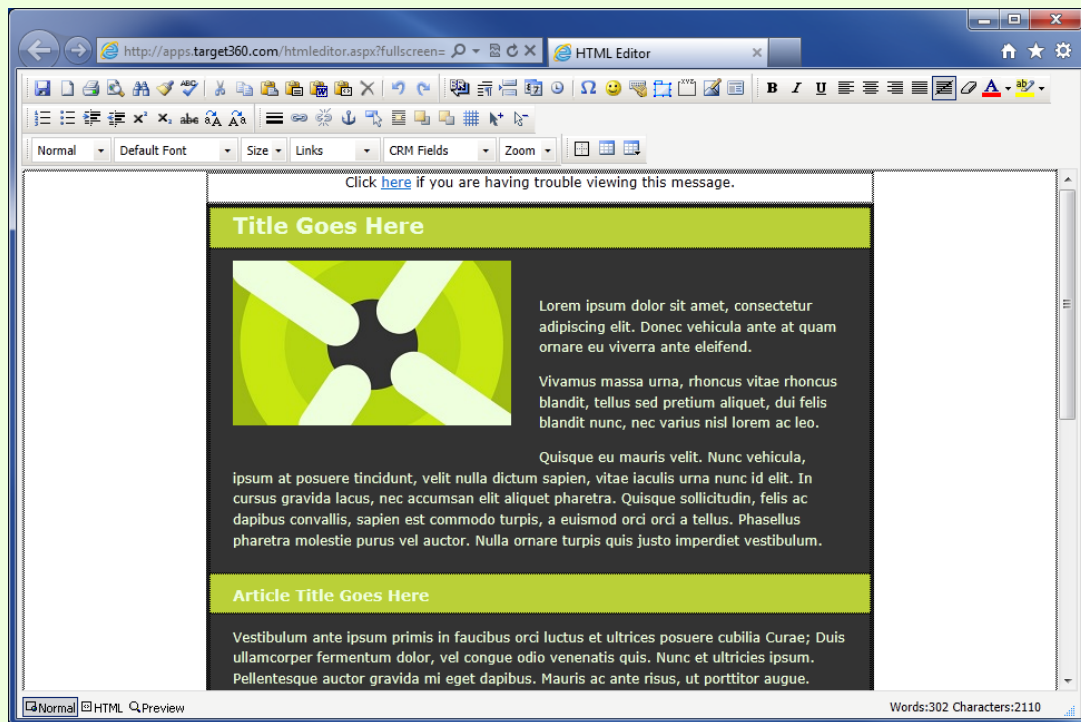 http://apps.target360.com/htmleditor.aspx?fullscreen=
HTML Editor
B I U
Normal Default Font Size Links CRM Fields Zoom
Click here if you are having trouble viewing this message.
Title Goes Here
Lorem ipsum dolor sit amet, consectetur
adipiscing elit. Donec vehicula ante at quam
ornare eu viverra ante eleifend.
Vivamus massa urna, rhoncus vitae rhoncus
blandit, tellus sed pretium aliquet, dui felis
blandit nunc, nec varius nisl lorem ac leo.
Quisque eu mauris velit. Nunc vehicula,
ipsum at posuere tincidunt, velit nulla dictum sapien, vitae iaculis urna nunc id elit. In
cursus gravida lacus, nec accumsan elit aliquet pharetra. Quisque sollicitudin, felis ac
dapibus convallis, sapien est commodo turpis, a euismod orci orci a tellus. Phasellus
pharetra molestie purus vel auctor. Nulla ornare turpis quis justo imperdiet vestibulum.
Article Title Goes Here
Vestibulum ante ipsum primis in faucibus orci luctus et ultrices posuere cubilia Curae; Duis
ullamcorper fermentum dolor, vel congue odio venenatis quis. Nunc et ultricies ipsum.
Pellentesque auctor gravida mi eget dapibus. Mauris ac ante risus, ut porttitor augue.
Normal HTML Preview
Words:302 Characters:2110